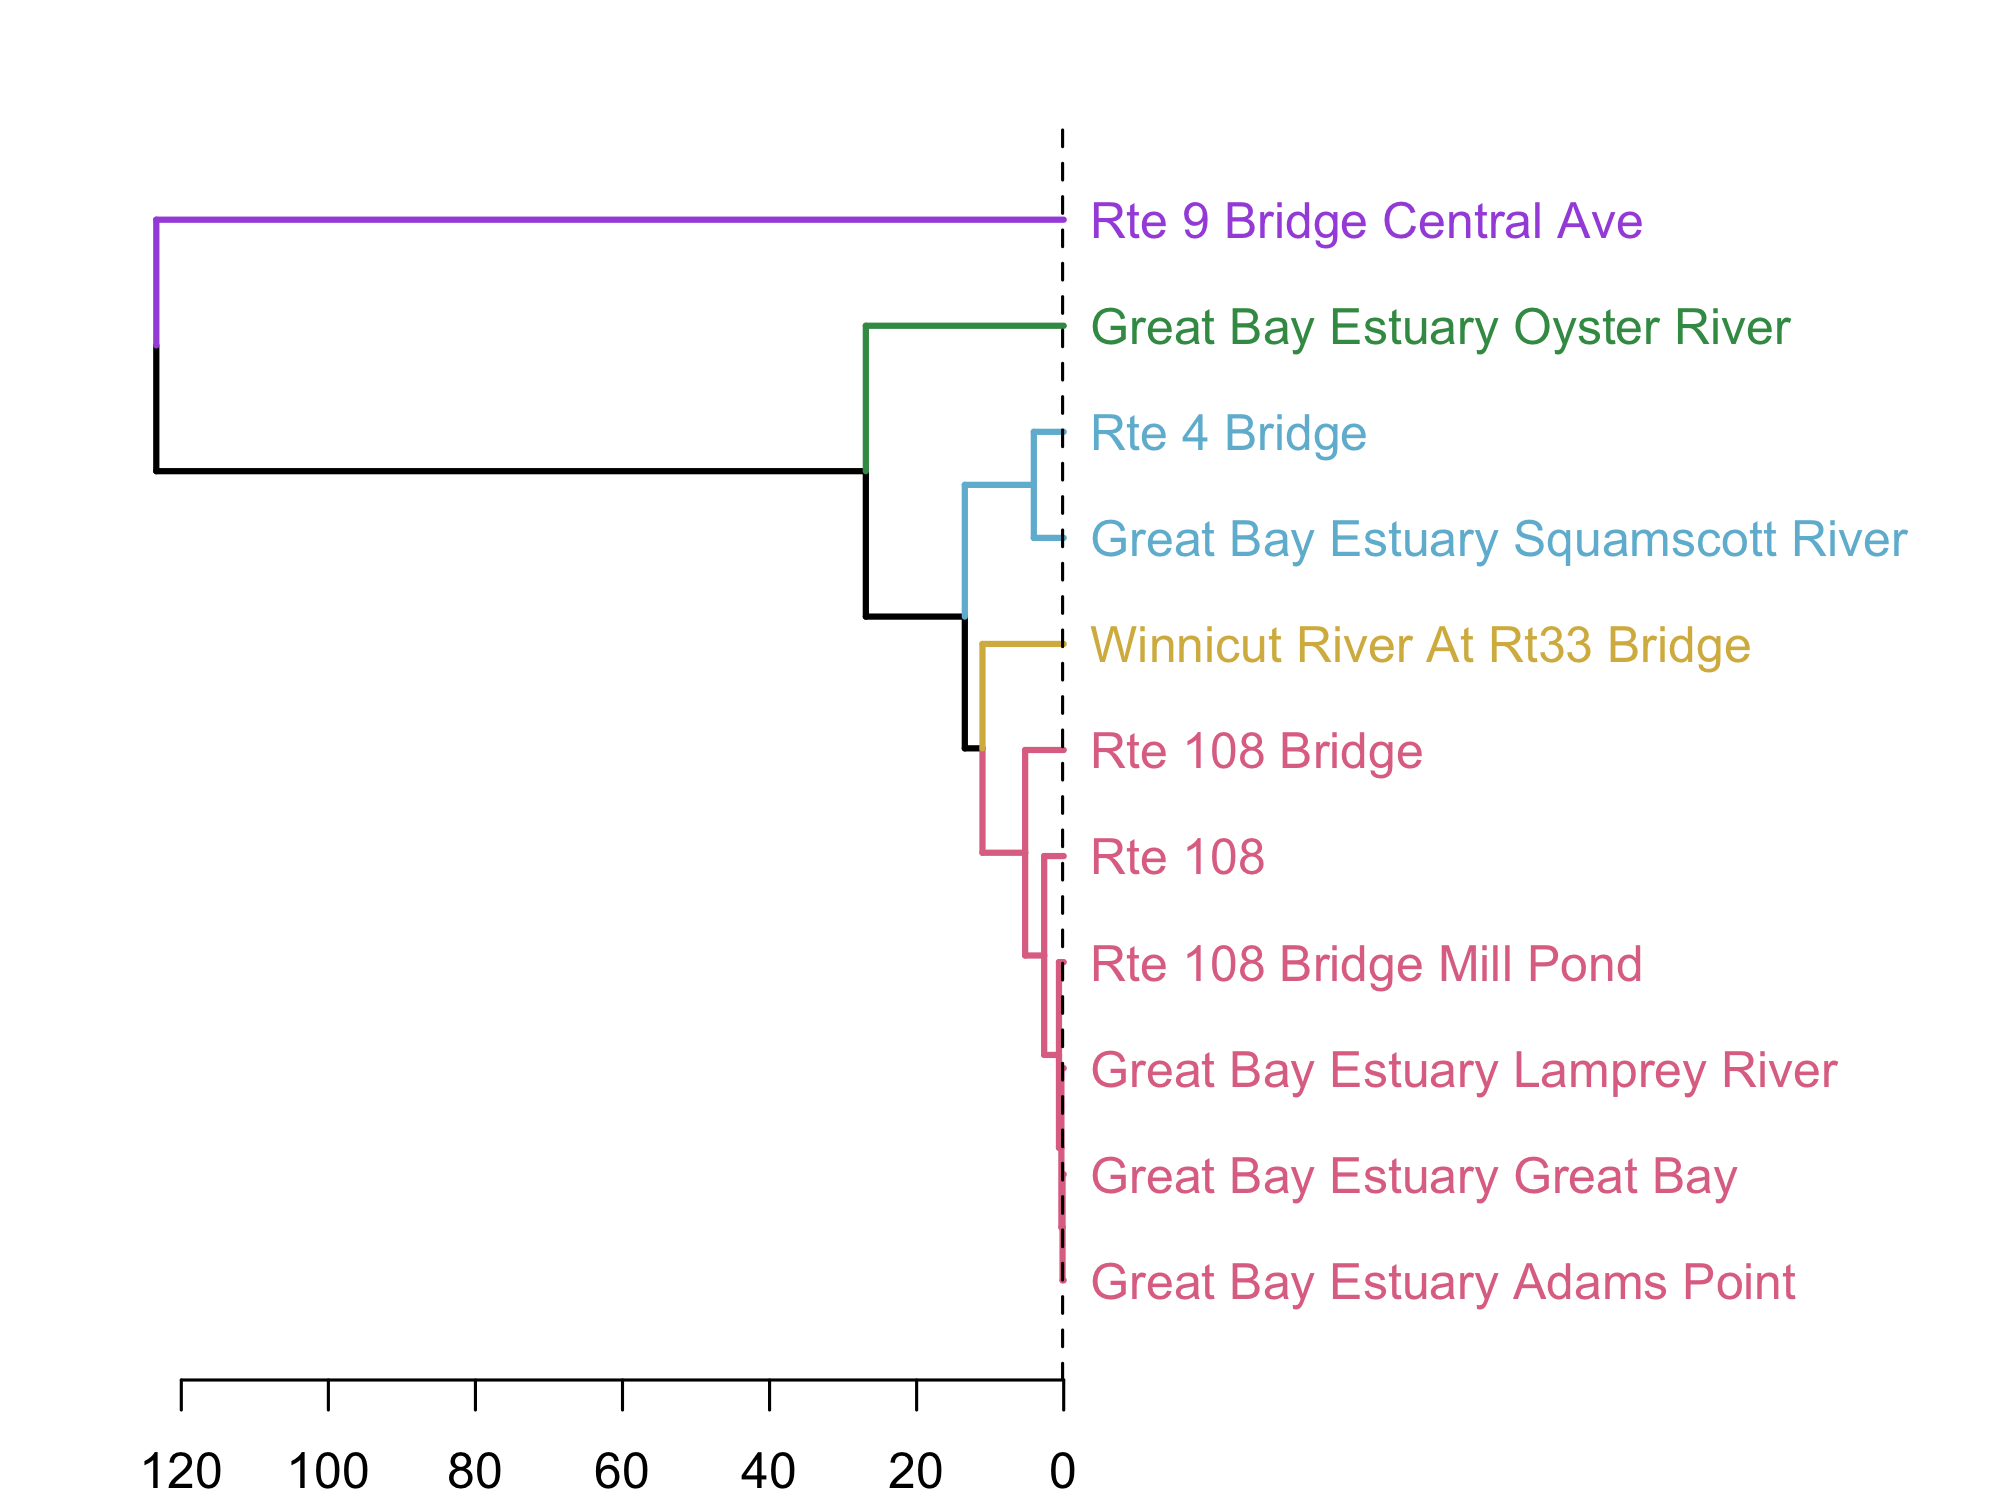 Rte 9 Bridge Central Ave
Great Bay Estuary Oyster River
Rte 4 Bridge
Great Bay Estuary Squamscott River
Winnicut River At Rt33 Bridge
Rte 108 Bridge
Rte 108
Rte 108 Bridge Mill Pond
Great Bay Estuary Lamprey River
Great Bay Estuary Great Bay
Great Bay Estuary Adams Point
120 100 80 60 40 20 0